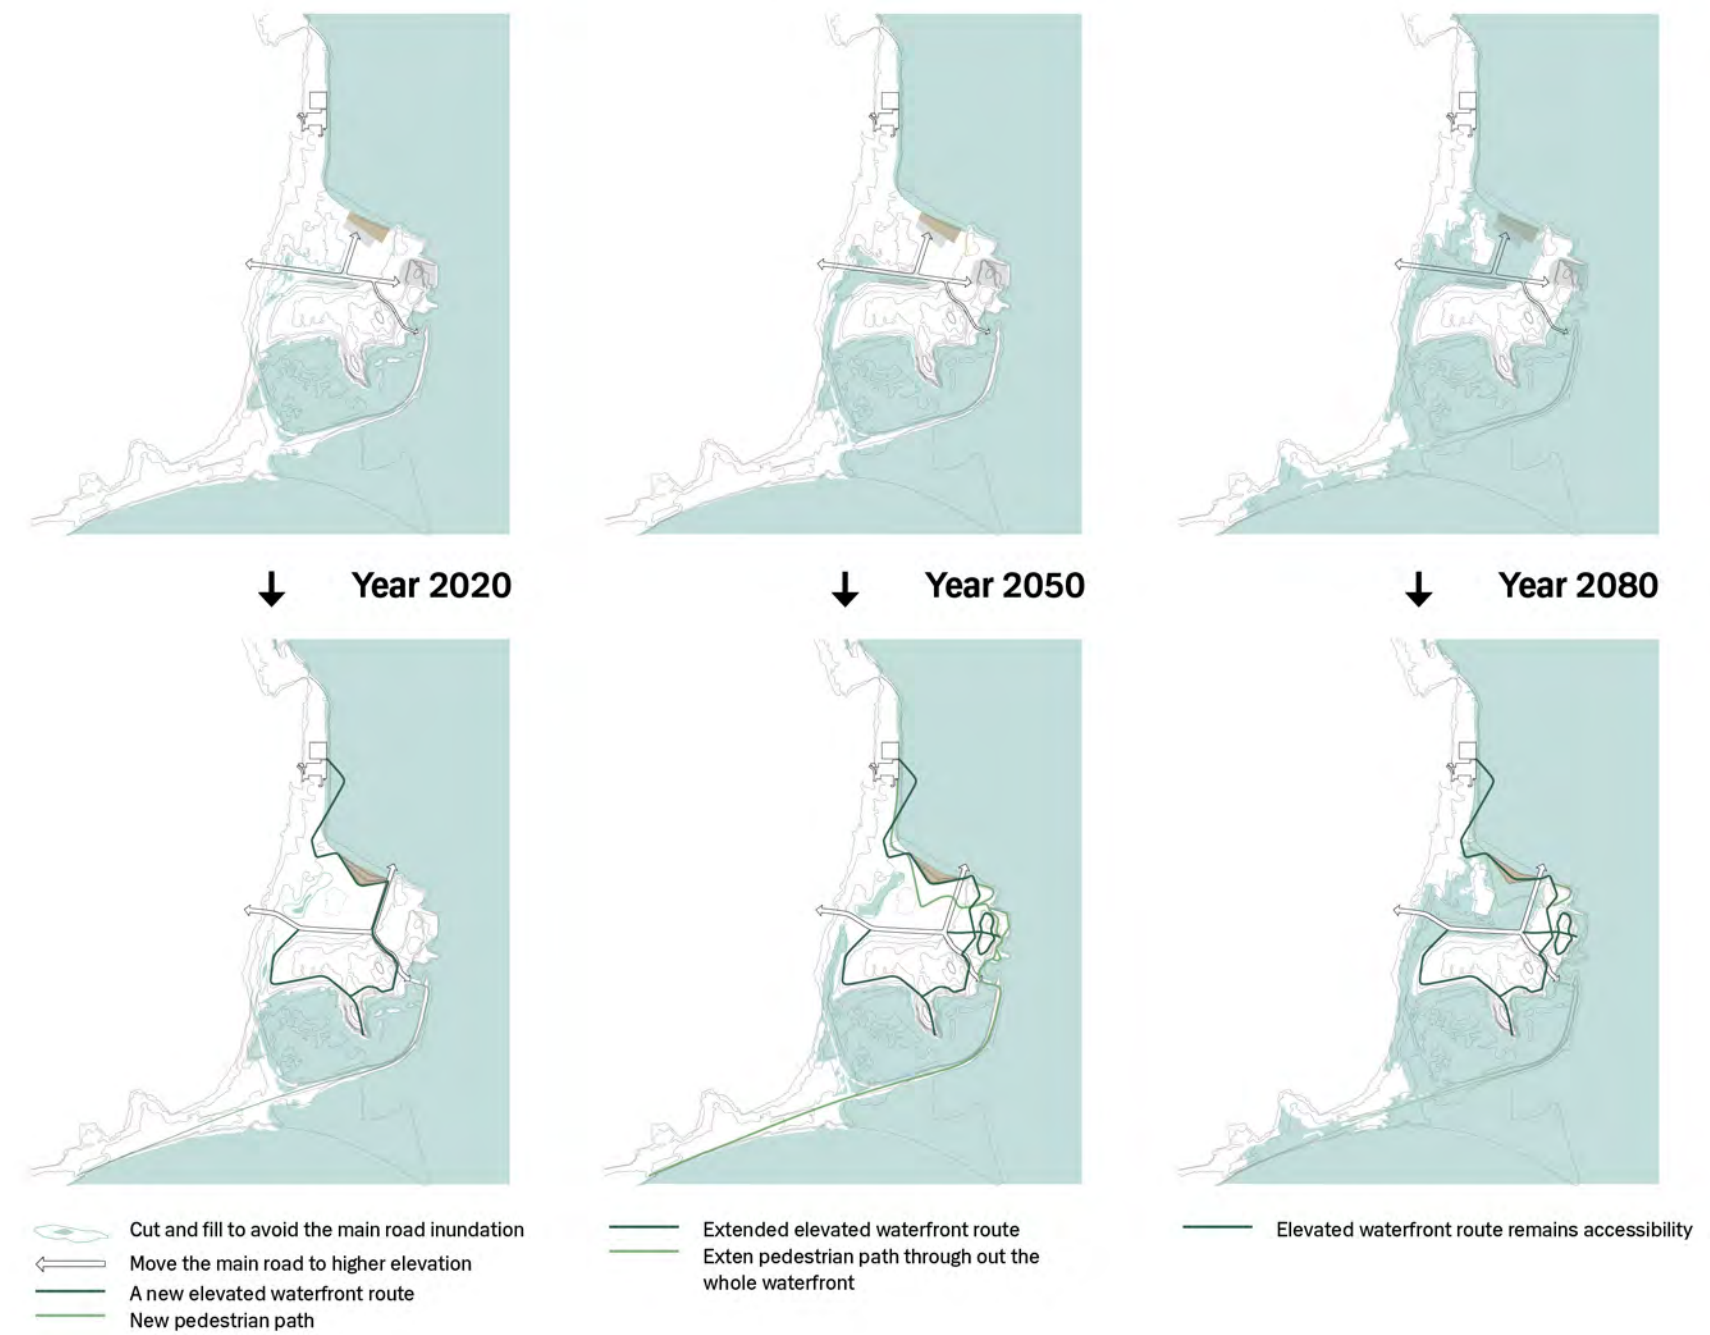 Year 2020
Year 2050
Year 2080
Cut and fill to avoid the main road inundation
Move the main road to higher elevation
A new elevated waterfront route
New pedestrian path
Extended elevated waterfront route
Exten pedestrian path through out the
whole waterfront
Elevated waterfront route remains accessibility